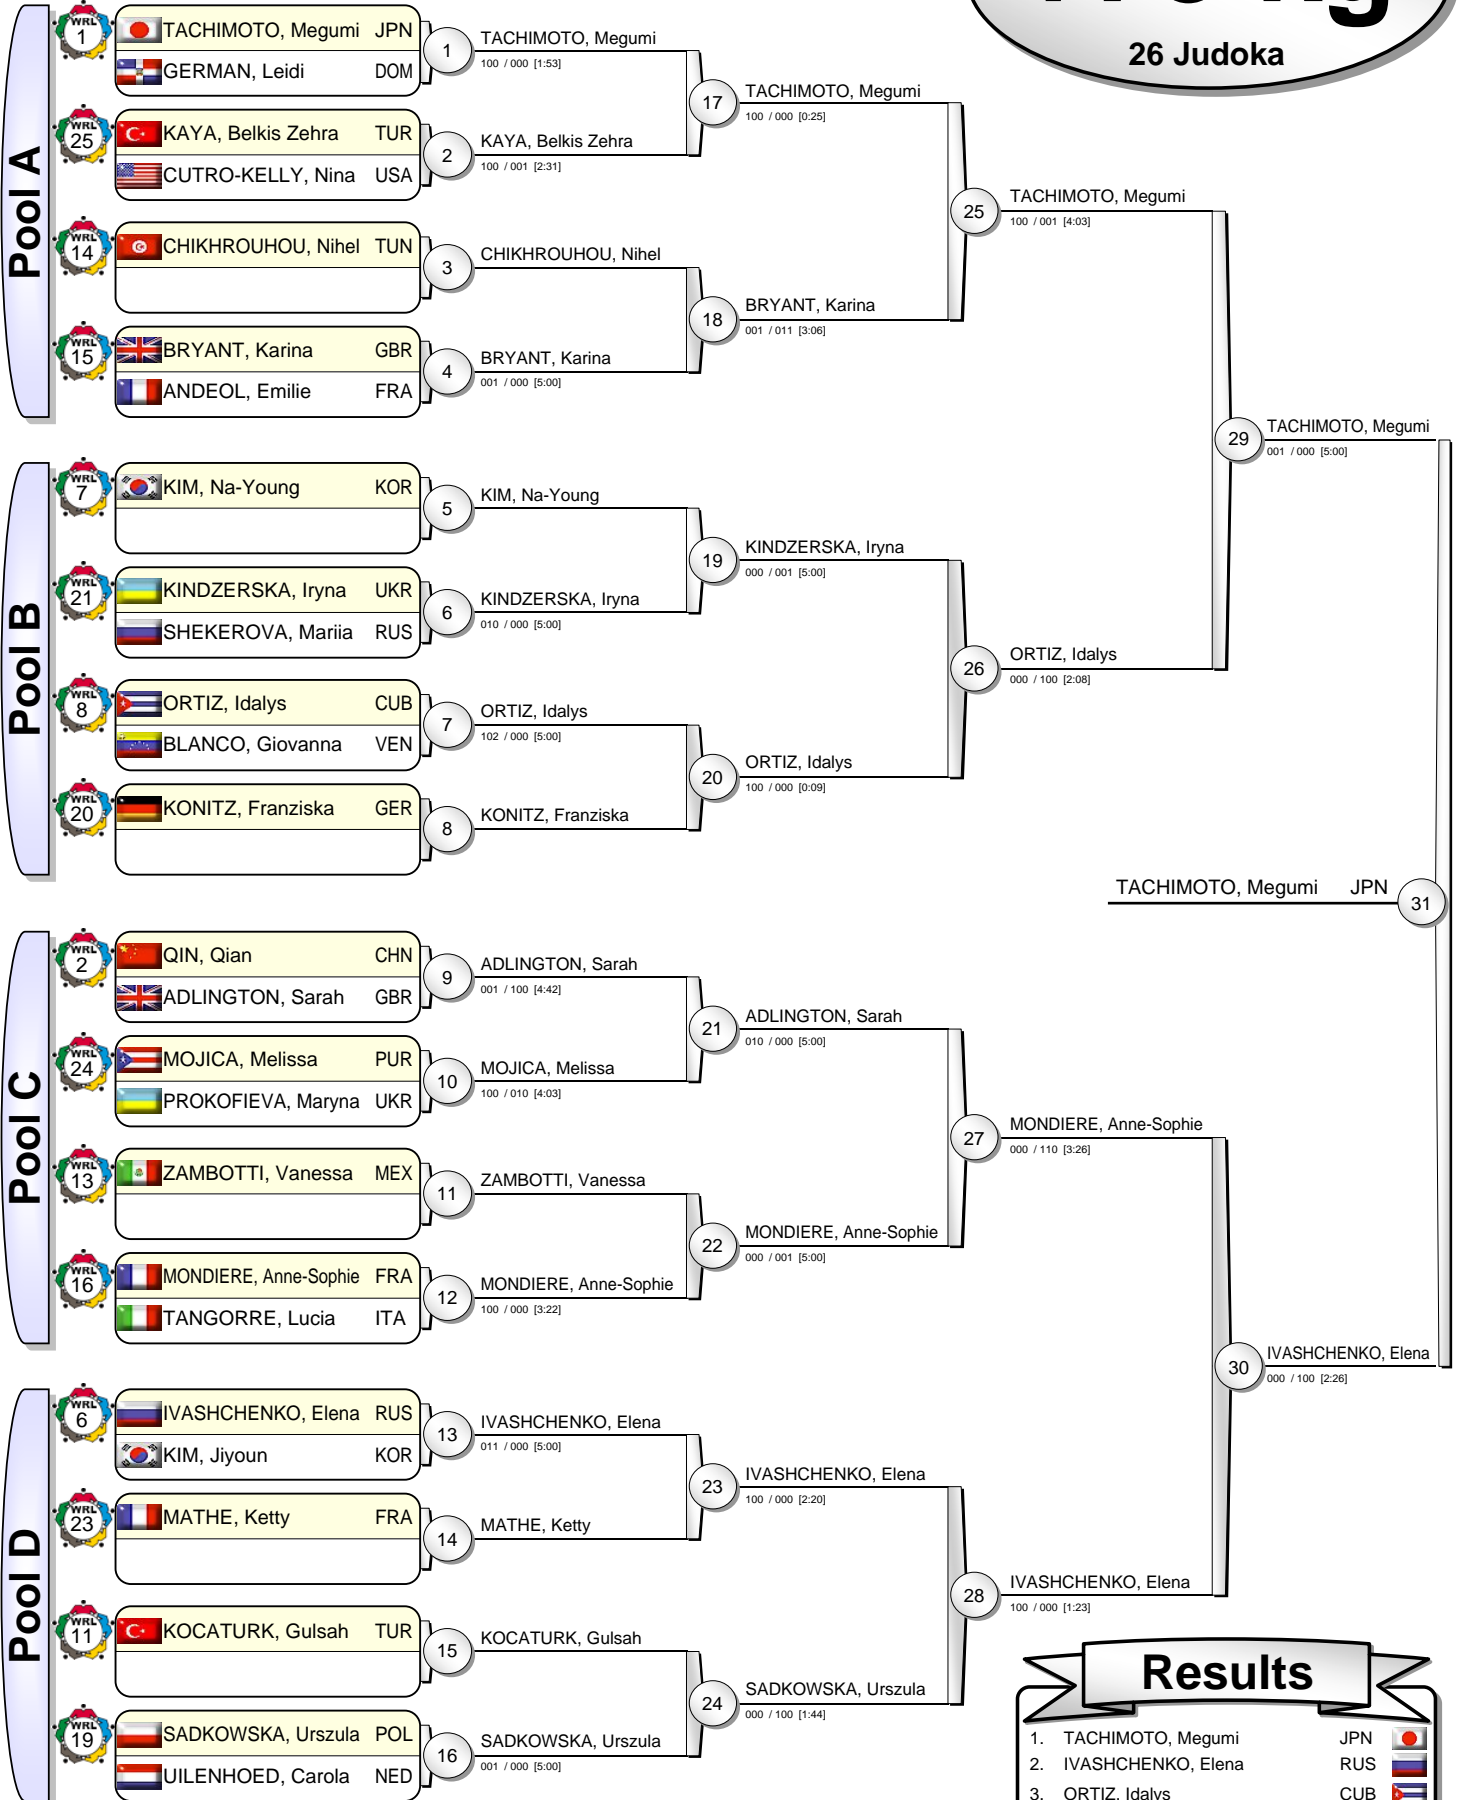 26 Judoka
Pool A
WRL 1
TACHIMOTO, Megumi JPN
GERMAN, Leidi DOM
WRL 25
KAYA, Belkis Zehra TUR
CUTRO-KELLY, Nina USA
WRL 14
CHIKHROUHOU, Nihel TUN
WRL 15
BRYANT, Karina GBR
ANDEOL, Emilie FRA
1
TACHIMOTO, Megumi
100 / 000 [1:53]
2
KAYA, Belkis Zehra
100 / 001 [2:31]
3
CHIKHROUHOU, Nihel
4
BRYANT, Karina
001 / 000 [5:00]
17
TACHIMOTO, Megumi
100 / 000 [0:25]
18
BRYANT, Karina
001 / 011 [3:06]
25
TACHIMOTO, Megumi
100 / 001 [4:03]
Pool B
WRL 7
KIM, Na-Young KOR
WRL 21
KINDZERSKA, Iryna UKR
SHEKEROVA, Mariia RUS
WRL 8
ORTIZ, Idalys CUB
BLANCO, Giovanna VEN
WRL 20
KONITZ, Franziska GER
5
KIM, Na-Young
6
KINDZERSKA, Iryna
010 / 000 [5:00]
7
ORTIZ, Idalys
102 / 000 [5:00]
8
KONITZ, Franziska
19
KINDZERSKA, Iryna
000 / 001 [5:00]
20
ORTIZ, Idalys
100 / 000 [0:09]
26
ORTIZ, Idalys
000 / 100 [2:08]
29
TACHIMOTO, Megumi
001 / 000 [5:00]
TACHIMOTO, Megumi JPN
31
Pool C
WRL 2
QIN, Qian CHN
ADLINGTON, Sarah GBR
WRL 24
MOJICA, Melissa PUR
PROKOFIEVA, Maryna UKR
WRL 13
ZAMBOTTI, Vanessa MEX
WRL 16
MONDIERE, Anne-Sophie FRA
TANGORRE, Lucia ITA
9
ADLINGTON, Sarah
001 / 100 [4:42]
10
MOJICA, Melissa
100 / 010 [4:03]
11
ZAMBOTTI, Vanessa
12
MONDIERE, Anne-Sophie
100 / 000 [3:22]
21
ADLINGTON, Sarah
010 / 000 [5:00]
22
MONDIERE, Anne-Sophie
000 / 001 [5:00]
27
MONDIERE, Anne-Sophie
000 / 110 [3:26]
Pool D
WRL 6
IVASHCHENKO, Elena RUS
KIM, Jiyoun KOR
WRL 23
MATHE, Ketty FRA
WRL 11
KOCATURK, Gulsah TUR
WRL 19
SADKOWSKA, Urszula POL
UILENHOED, Carola NED
13
IVASHCHENKO, Elena
011 / 000 [5:00]
14
MATHE, Ketty
15
KOCATURK, Gulsah
16
SADKOWSKA, Urszula
001 / 000 [5:00]
23
IVASHCHENKO, Elena
100 / 000 [2:20]
24
SADKOWSKA, Urszula
000 / 100 [1:44]
28
IVASHCHENKO, Elena
100 / 000 [1:23]
30
IVASHCHENKO, Elena
000 / 100 [2:26]
Results
1. TACHIMOTO, Megumi JPN
2. IVASHCHENKO, Elena RUS
3. ORTIZ, Idalys CUB